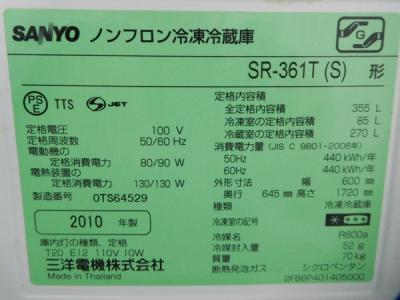 SANYO ノンフロン冷凍冷蔵庫
SR-361T (S) 形
PS E TTS S JET
定格電圧 100 V
定格周波数 50/60 Hz
電動機の
定格消費電力 80/90 W
電熱装置の
定格消費電力 130/130 W
製造番号 0TS64529
2010 年製
庫内灯の種類、定格
T20 E12 110V 10W
三洋電機株式会社
Made in Thailand
G
定格内容積
全定格内容積 355 L
冷凍室の定格内容積 85 L
冷蔵室の定格内容積 270 L
消費電力量 (JIS C 9801-2006年)
50Hz 440 kWh/年
60Hz 440 kWh/年
外形寸法 幅 600 mm
奥行 645 mm 高さ 1720 mm
種類 冷凍冷蔵庫
冷凍室の記号
冷媒名 R600a
冷媒封入量 52 g
質量 70 kg
断熱発泡ガス シクロペンタン
2FB6P401405000